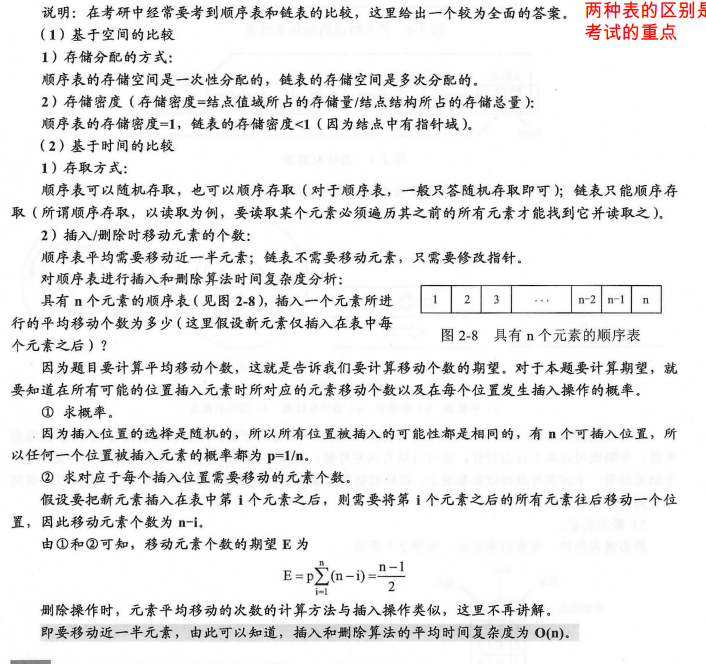 说明：在考研中经常要考到顺序表和链表的比较，这里给出一个较为全面的答案。
两种表的区别是
考试的重点
（1）基于空间的比较
1）存储分配的方式：
顺序表的存储空间是一次性分配的，链表的存储空间是多次分配的。
2）存储密度（存储密度=结点值域所占的存储量/结点结构所占的存储总量）：
顺序表的存储密度=1，链表的存储密度<1（因为结点中有指针域）。
（2）基于时间的比较
1）存取方式：
顺序表可以随机存取，也可以顺序存取（对于顺序表，一般只答随机存取即可）；链表只能顺序存
取（所谓顺序存取，以读取为例，要读取某个元素必须遍历其之前的所有元素才能找到它并读取之）。
2）插入/删除时移动元素的个数：
顺序表平均需要移动近一半元素；链表不需要移动元素，只需要修改指针。
对顺序表进行插入和删除算法时间复杂度分析：
具有 n 个元素的顺序表（见图 2-8），插入一个元素所进
行的平均移动个数为多少（这里假设新元素仅插入在表中每
个元素之后）？
1 2 3 … n-2 n-1 n
图 2-8 具有 n 个元素的顺序表
因为题目要计算平均移动个数，这就是告诉我们要计算移动个数的期望。对于本题要计算期望，就
要知道在所有可能的位置插入元素时所对应的元素移动个数以及在每个位置发生插入操作的概率。
① 求概率。
因为插入位置的选择是随机的，所以所有位置被插入的可能性都是相同的，有 n 个可插入位置，所
以任何一个位置被插入元素的概率都为 p=1/n。
② 求对应于每个插入位置需要移动的元素个数。
假设要把新元素插入在表中第 i 个元素之后，则需要将第 i 个元素之后的所有元素往后移动一个位
置，因此移动元素个数为 n-i。
由①和②可知，移动元素个数的期望 E 为
E=p∑_{i=1}^{n}(n-i)=\frac{n-1}{2}
删除操作时，元素平均移动的次数的计算方法与插入操作类似，这里不再讲解。
即要移动近一半元素，由此可以知道，插入和删除算法的平均时间复杂度为 O(n)。